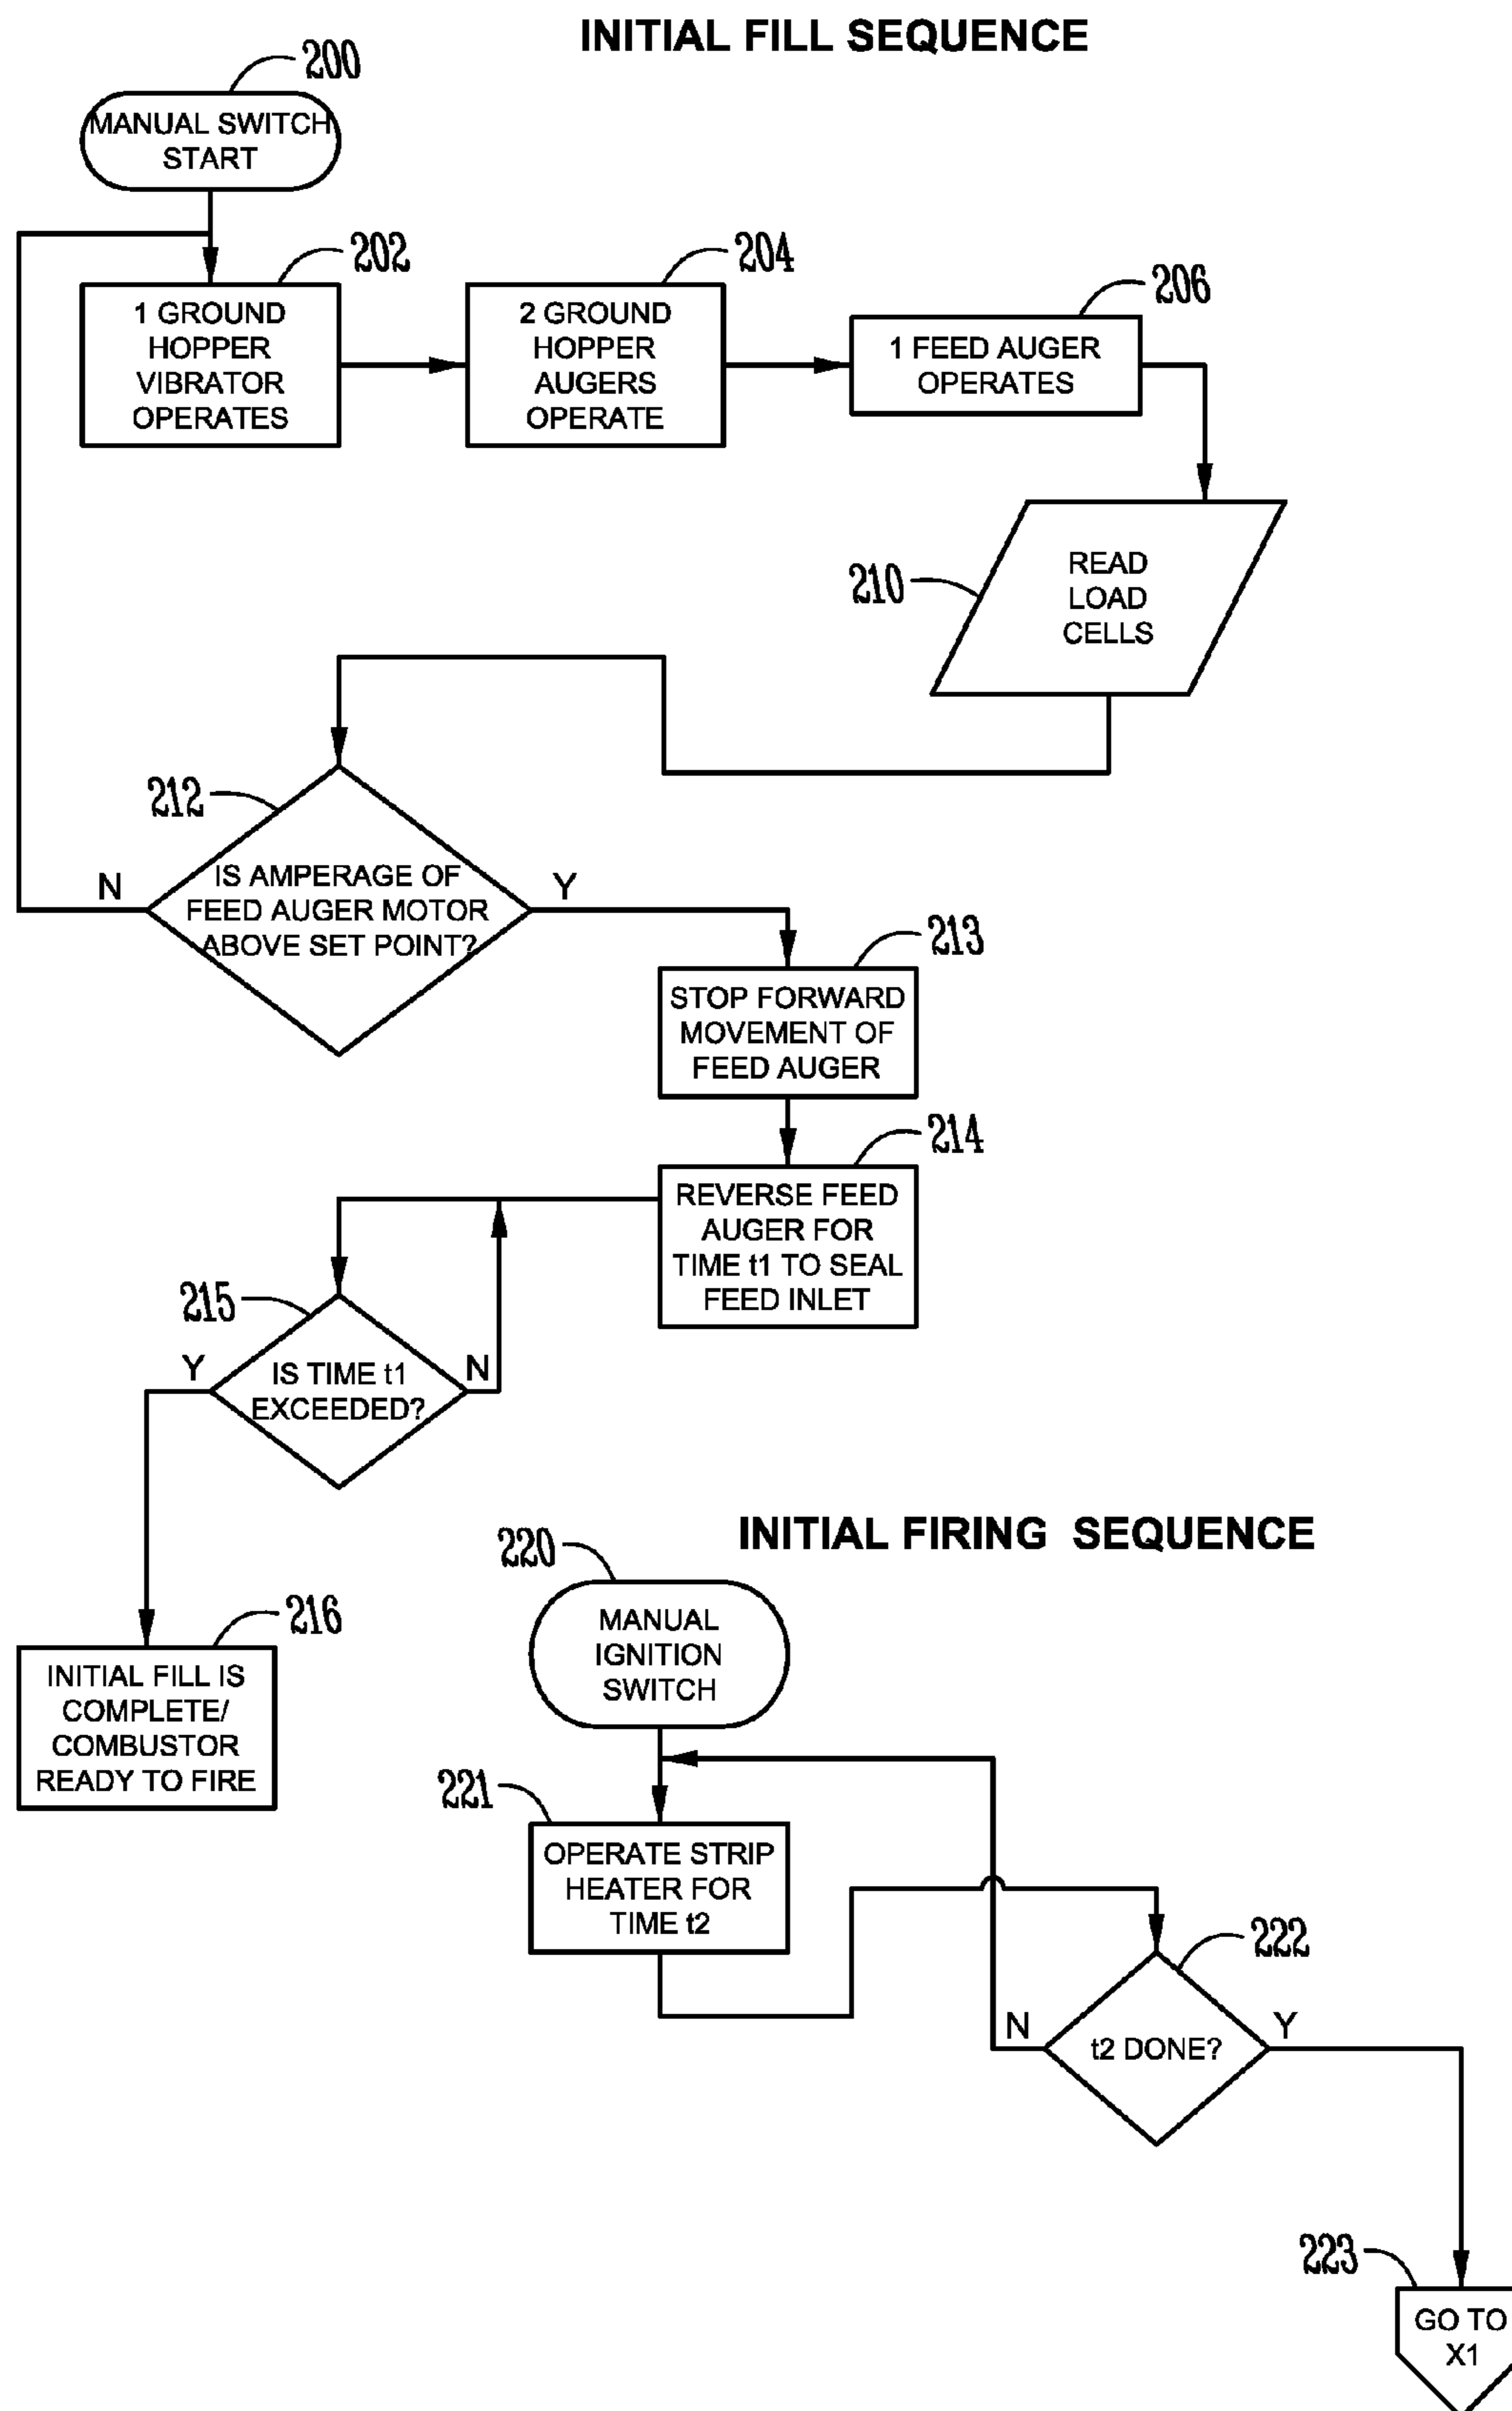 INITIAL FILL SEQUENCE
200
MANUAL SWITCH
START
202
1 GROUND
HOPPER
VIBRATOR
OPERATES
204
2 GROUND
HOPPER
AUGERS
OPERATE
206
1 FEED AUGER
OPERATES
210
READ
LOAD
CELLS
212
IS AMPERAGE OF
FEED AUGER MOTOR
ABOVE SET POINT?
N
Y
213
STOP FORWARD
MOVEMENT OF
FEED AUGER
214
REVERSE FEED
AUGER FOR
TIME t1 TO SEAL
FEED INLET
215
IS TIME t1
EXCEEDED?
Y
N
216
INITIAL FILL IS
COMPLETE/
COMBUSTOR
READY TO FIRE
INITIAL FIRING SEQUENCE
220
MANUAL
IGNITION
SWITCH
221
OPERATE STRIP
HEATER FOR
TIME t2
222
t2 DONE?
N
Y
223
GO TO
X1